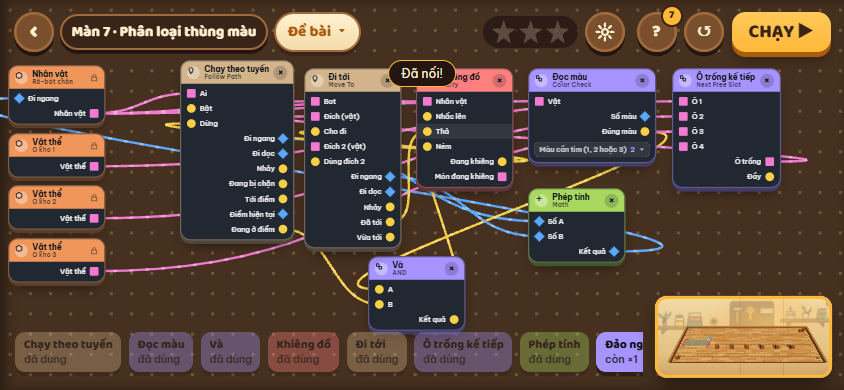 Màn 7 · Phân loại thùng màu
Đề bài
7
?
CHẠY
Đã nối!
Nhân vật
Rô-bốt chân
Đi ngang
Nhân vật
Vật thể
Ô kho 1
Vật thể
Vật thể
Ô kho 2
Vật thể
Vật thể
Ô kho 3
Vật thể
Chạy theo tuyến
Follow Path
Ai
Bật
Dừng
Đi ngang
Đi dọc
Nhảy
Đang bị chặn
Tới điểm
Điểm hiện tại
Đang ở điểm
Đi tới
Move To
Bot
Đích (vật)
Cho đi
Đích 2 (vật)
Dùng đích 2
Đi ngang
Đi dọc
Nhảy
Đã tới
Vừa tới
êng đồ
Nhân vật
Nhấc lên
Thả
Ném
Đang khiêng
Món đang khiêng
Đọc màu
Color Check
Vật
Số màu
Đúng màu
Màu cần tìm (1, 2 hoặc 3) 2
Ô trống kế tiếp
Next Free Slot
Ô 1
Ô 2
Ô 3
Ô 4
Ô trống
Đầy
Phép tính
Math
Số A
Số B
Kết quả
Và
AND
A
B
Kết quả
Chạy theo tuyến
đã dùng
Đọc màu
đã dùng
Và
đã dùng
Khiêng đồ
đã dùng
Đi tới
đã dùng
Ô trống kế tiếp
đã dùng
Phép tính
đã dùng
Đảo ng
còn ×1